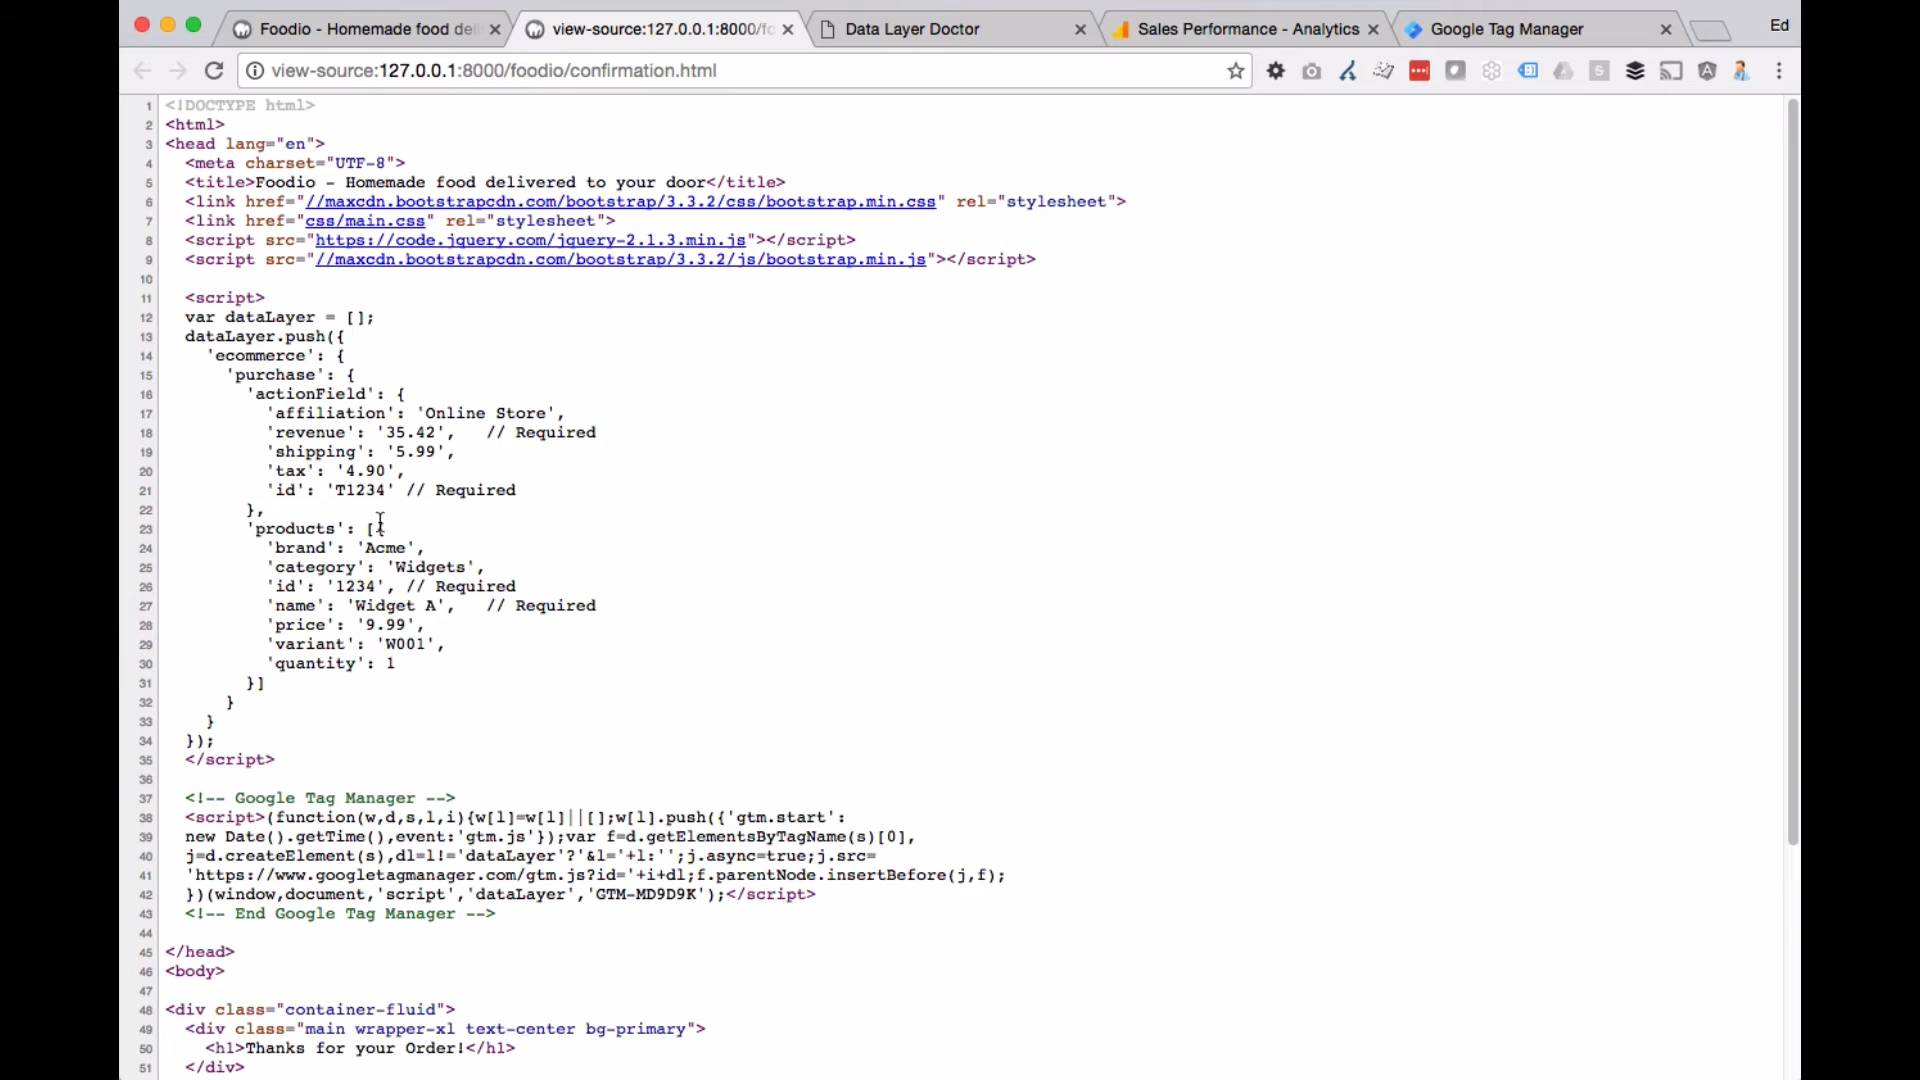 Foodio - Homemade food del
view-source:127.0.0.1:8000/fo
Data Layer Doctor
Sales Performance - Analytics
Google Tag Manager
Ed
view-source:127.0.0.1:8000/foodio/confirmation.html
1 <!DOCTYPE html>
2 <html>
3 <head lang="en">
4 <meta charset="UTF-8">
5 <title>Foodio - Homemade food delivered to your door</title>
6 <link href="//maxcdn.bootstrapcdn.com/bootstrap/3.3.2/css/bootstrap.min.css" rel="stylesheet">
7 <link href="css/main.css" rel="stylesheet">
8 <script src="https://code.jquery.com/jquery-2.1.3.min.js"></script>
9 <script src="//maxcdn.bootstrapcdn.com/bootstrap/3.3.2/js/bootstrap.min.js"></script>
10
11 <script>
12 var dataLayer = [];
13 dataLayer.push({
14 'ecommerce': {
15 'purchase': {
16 'actionField': {
17 'affiliation': 'Online Store',
18 'revenue': '35.42', // Required
19 'shipping': '5.99',
20 'tax': '4.90',
21 'id': 'T1234' // Required
22 },
23 'products': [{
24 'brand': 'Acme',
25 'category': 'Widgets',
26 'id': '1234', // Required
27 'name': 'Widget A', // Required
28 'price': '9.99',
29 'variant': 'W001',
30 'quantity': 1
31 }]
32 }
33 }
34 });
35 </script>
36
37 <!-- Google Tag Manager -->
38 <script>(function(w,d,s,l,i){w[l]=w[l]||[];w[l].push({'gtm.start':
39 new Date().getTime(),event:'gtm.js'});var f=d.getElementsByTagName(s)[0],
40 j=d.createElement(s),dl=l!='dataLayer'?'&l='+l:'';j.async=true;j.src=
41 'https://www.googletagmanager.com/gtm.js?id='+i+dl;f.parentNode.insertBefore(j,f);
42 })(window,document,'script','dataLayer','GTM-MD9D9K');</script>
43 <!-- End Google Tag Manager -->
44
45 </head>
46 <body>
47
48 <div class="container-fluid">
49 <div class="main wrapper-xl text-center bg-primary">
50 <h1>Thanks for your Order!</h1>
51 </div>